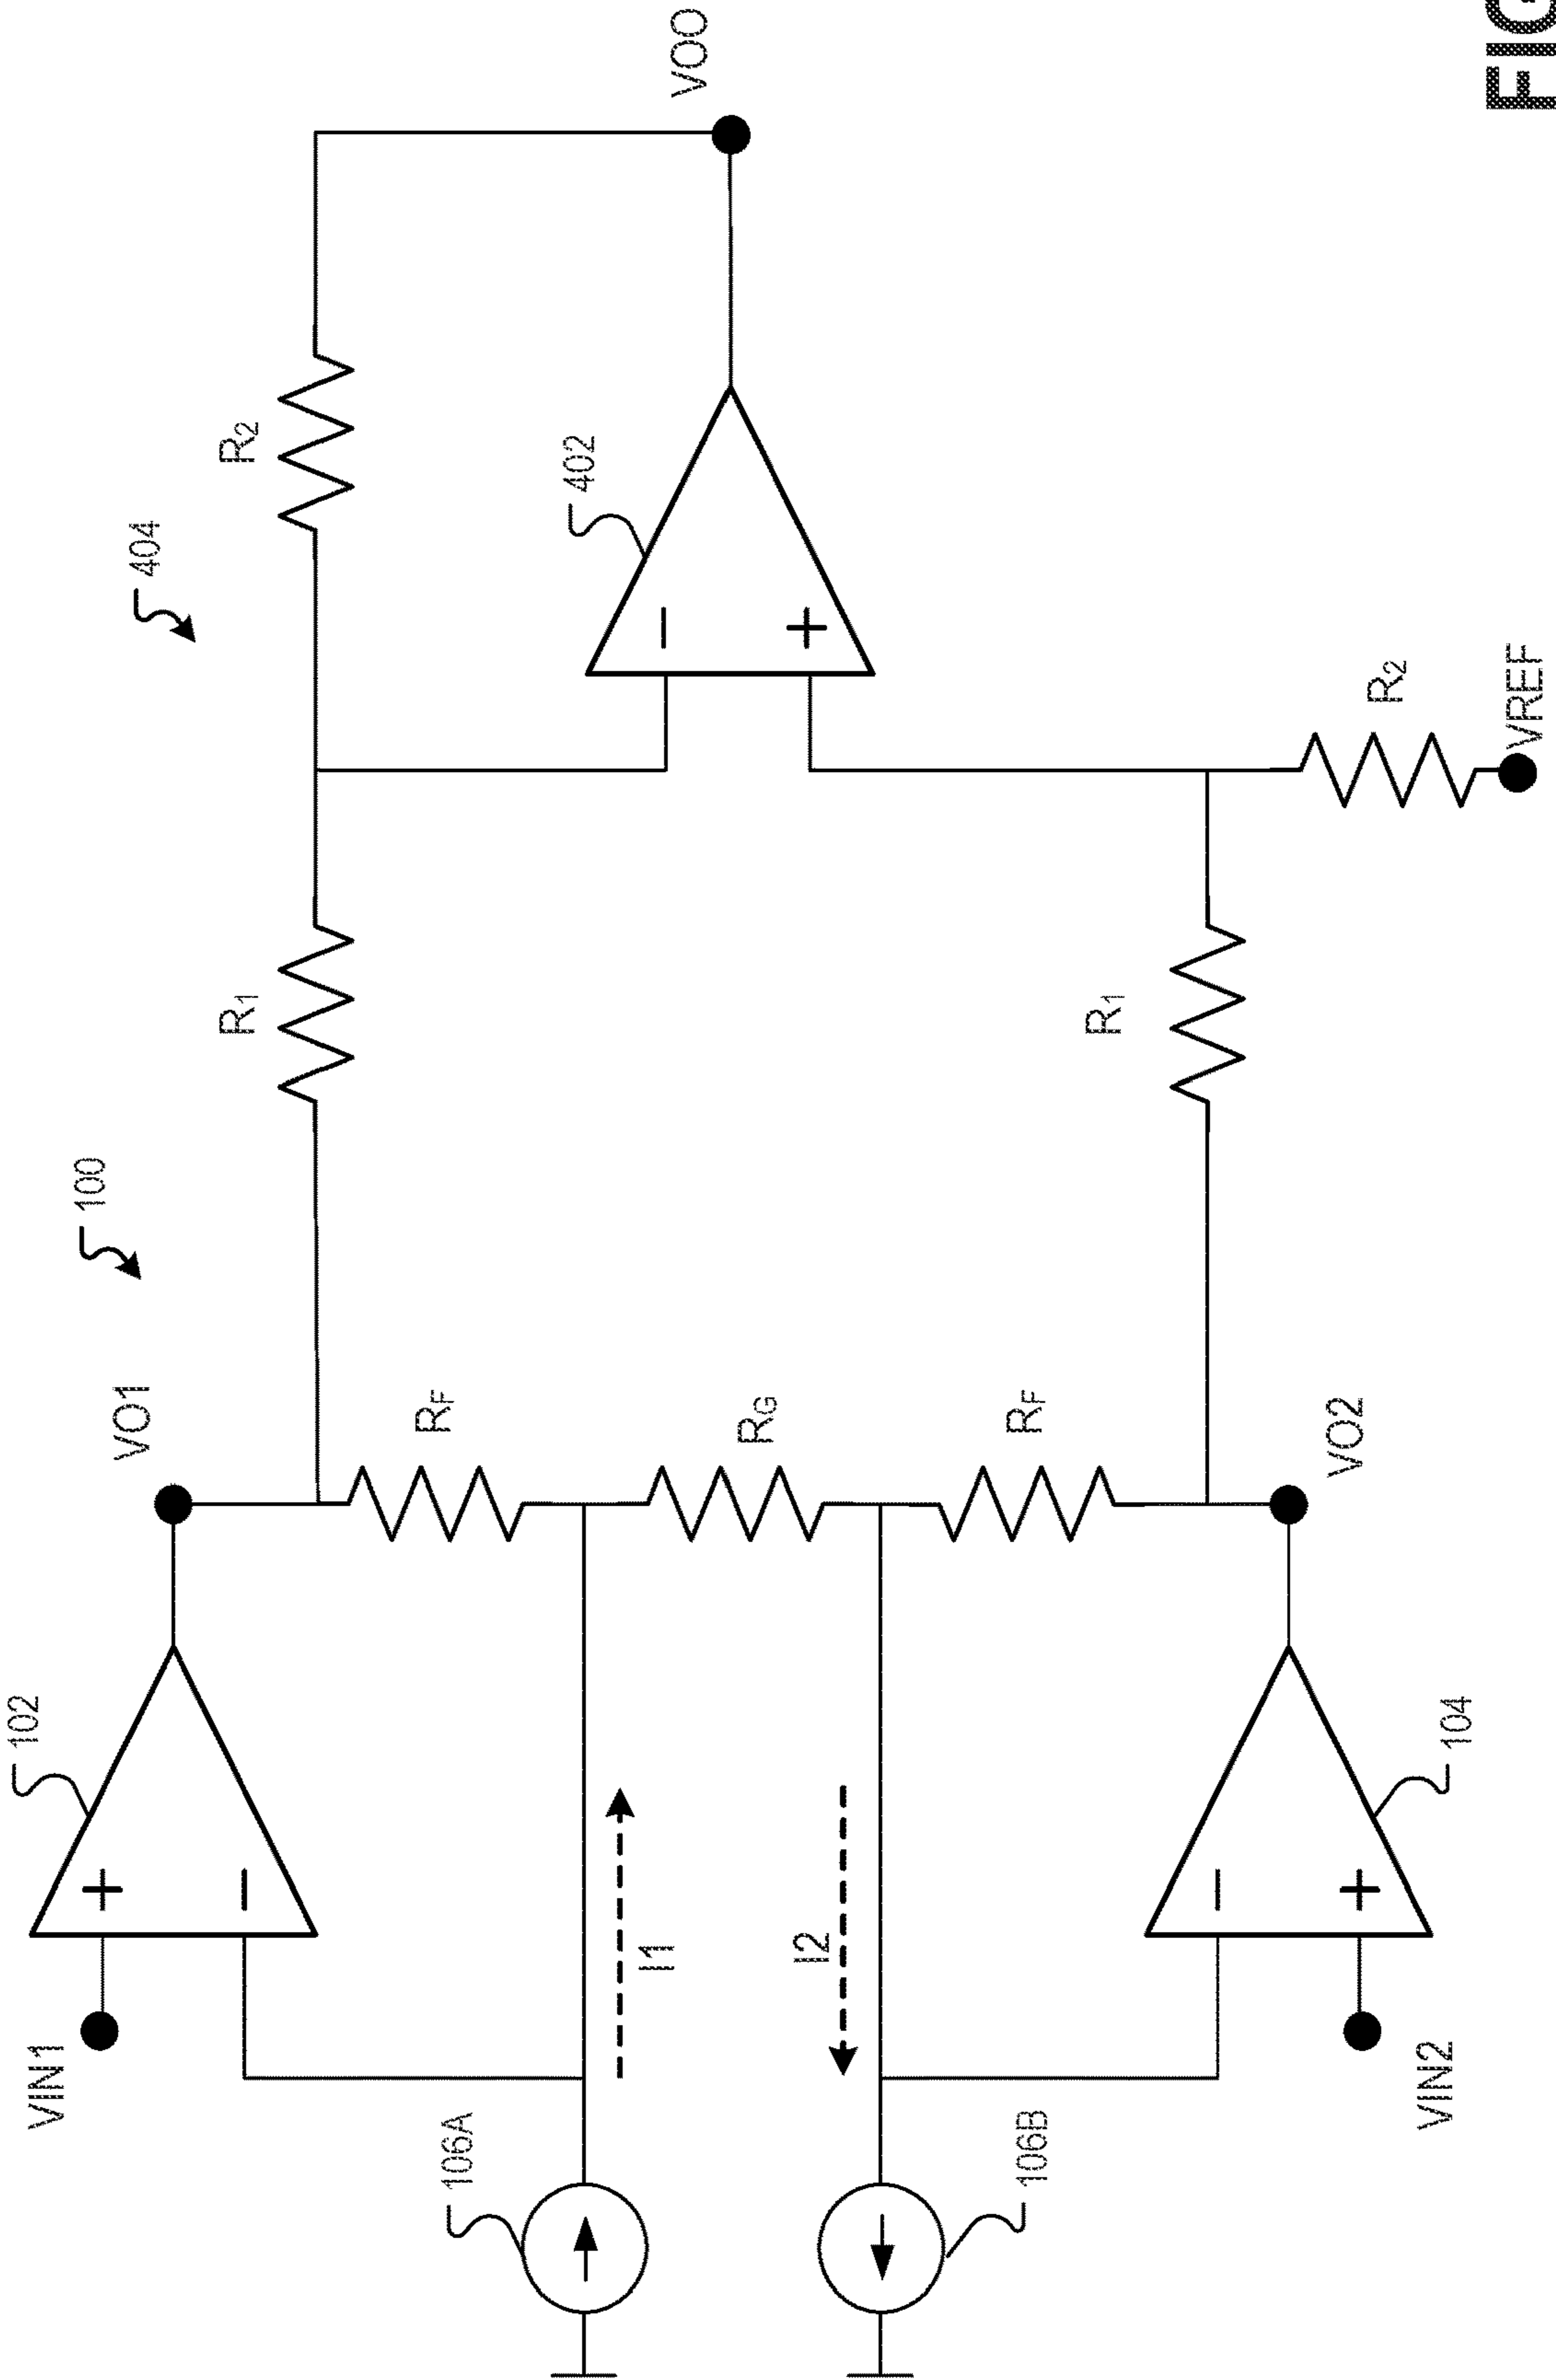 VIN1
102
VO1
100
R1
404
R2
402
VOO
106A
I1
RF
RG
I2
106B
RF
R1
R2
VREF
VIN2
104
VO2
FIG